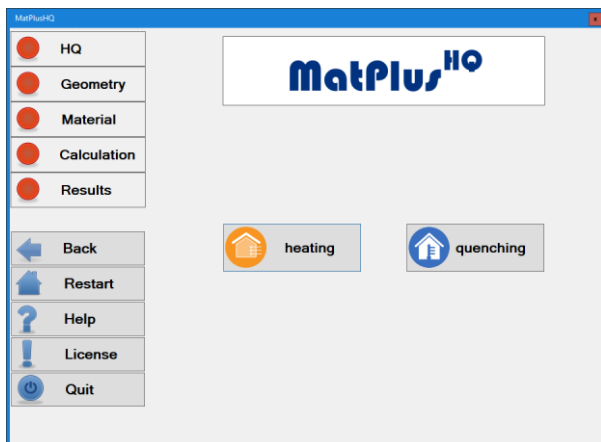 MatPlusHQ
HQ
Geometry
Material
Calculation
Results
Back
Restart
Help
License
Quit
MatPlusHQ
heating
quenching